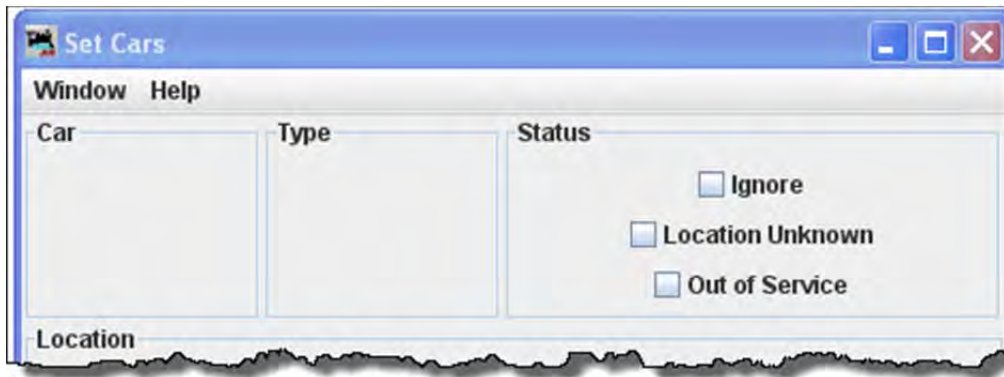 Set Cars
Window Help
Car Type Status
Ignore
Location Unknown
Out of Service
Location